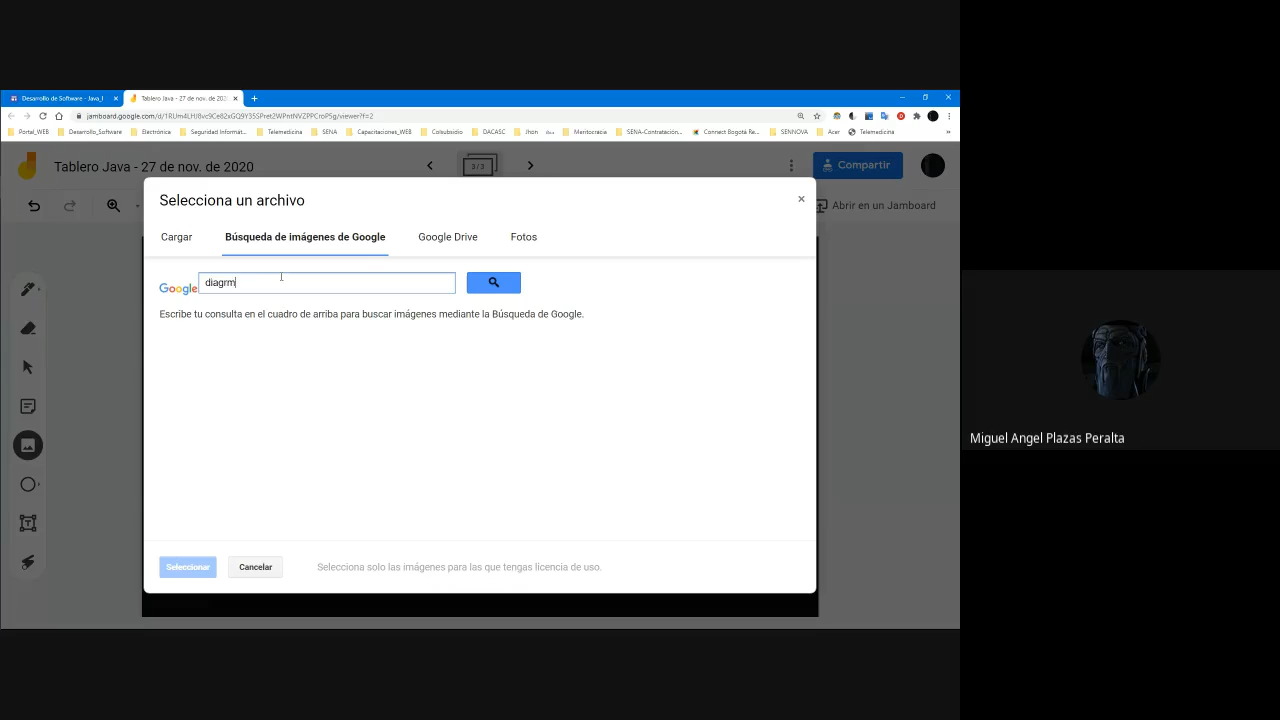 Desarrollo de Software - Java_I
Tablero Java - 27 de nov. de 202
jamboard.google.com/d/1RUm4LHJ8vc9Ce82xGQ9Y35SPret2WPntNVZPPCroP5g/viewer?f=2
Portal_WEB
Desarrollo_Software
Electrónica
Seguridad Informát...
Telemedicina
SENA
Capacitaciones_WEB
Colsubsidio
DACASC
Jhon
Meritocracia
SENA-Contratación...
Connect Bogotá Re...
SENNOVA
Acer
Telemedicina
»
Tablero Java - 27 de nov. de 2020
3 / 3
Compartir
Abrir en un Jamboard
Selecciona un archivo
Cargar
Búsqueda de imágenes de Google
Google Drive
Fotos
Google
diagrm
Escribe tu consulta en el cuadro de arriba para buscar imágenes mediante la Búsqueda de Google.
Seleccionar
Cancelar
Selecciona solo las imágenes para las que tengas licencia de uso.
Miguel Angel Plazas Peralta